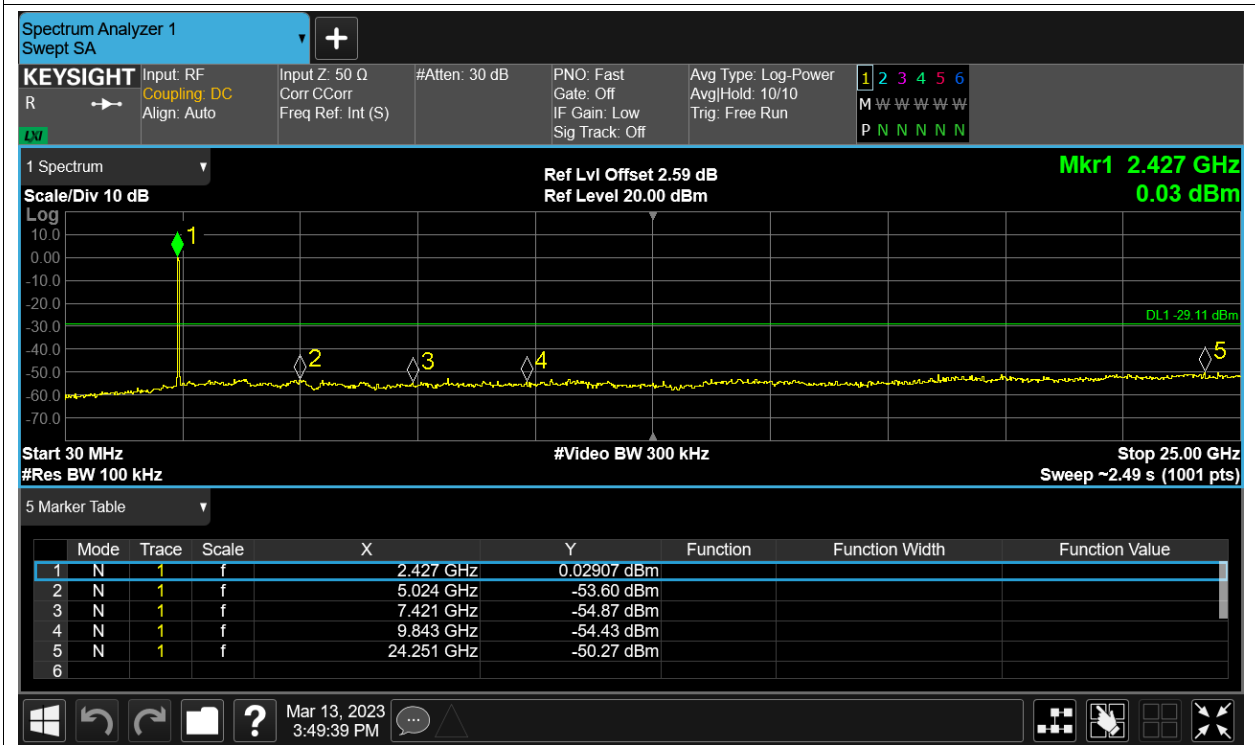 Spectrum Analyzer 1
Swept SA
+
KEYSIGHT
R
LXI
Input: RF
Coupling: DC
Align: Auto
Input Z: 50 Ω
Corr CCorr
Freq Ref: Int (S)
#Atten: 30 dB
PNO: Fast
Gate: Off
IF Gain: Low
Sig Track: Off
Avg Type: Log-Power
Avg|Hold: 10/10
Trig: Free Run
1 2 3 4 5 6
M W W W W W
P N N N N N
1 Spectrum
Scale/Div 10 dB
Ref Lvl Offset 2.59 dB
Ref Level 20.00 dBm
Mkr1 2.427 GHz
0.03 dBm
Log
10.0
0.00
-10.0
-20.0
-30.0
-40.0
-50.0
-60.0
-70.0
1
2
3
4
5
DL1 -29.11 dBm
Start 30 MHz
#Video BW 300 kHz
Stop 25.00 GHz
#Res BW 100 kHz
Sweep ~2.49 s (1001 pts)
5 Marker Table
Mode Trace Scale X Y Function Function Width Function Value
1 N 1 f 2.427 GHz 0.02907 dBm
2 N 1 f 5.024 GHz -53.60 dBm
3 N 1 f 7.421 GHz -54.87 dBm
4 N 1 f 9.843 GHz -54.43 dBm
5 N 1 f 24.251 GHz -50.27 dBm
6
?
Mar 13, 2023
3:49:39 PM